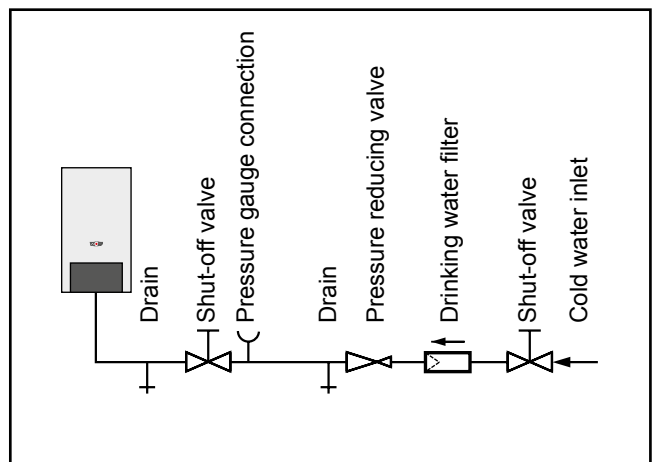 Drain
Shut-off valve
Pressure gauge connection
Drain
Pressure reducing valve
Drinking water filter
Shut-off valve
Cold water inlet